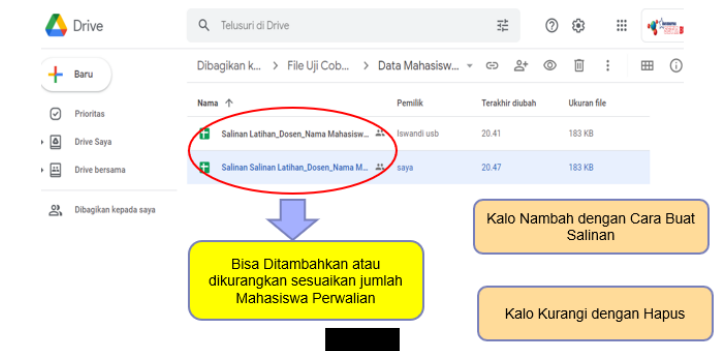 Drive
Telusuri di Drive
Baru
Dibagikan k... > File Uji Cob... > Data Mahasisw...
Nama Pemilik Terakhir diubah Ukuran file
Prioritas
Salinan Latihan_Dosen_Nama Mahasisw... Iswandi usb 20.41 183 KB
Drive Saya
Salinan Salinan Latihan_Dosen_Nama M... saya 20.47 183 KB
Drive bersama
Dibagikan kepada saya
Kalo Nambah dengan Cara Buat
Salinan
Bisa Ditambahkan atau
dikurangkan sesuaikan jumlah
Mahasiswa Perwalian
Kalo Kurangi dengan Hapus